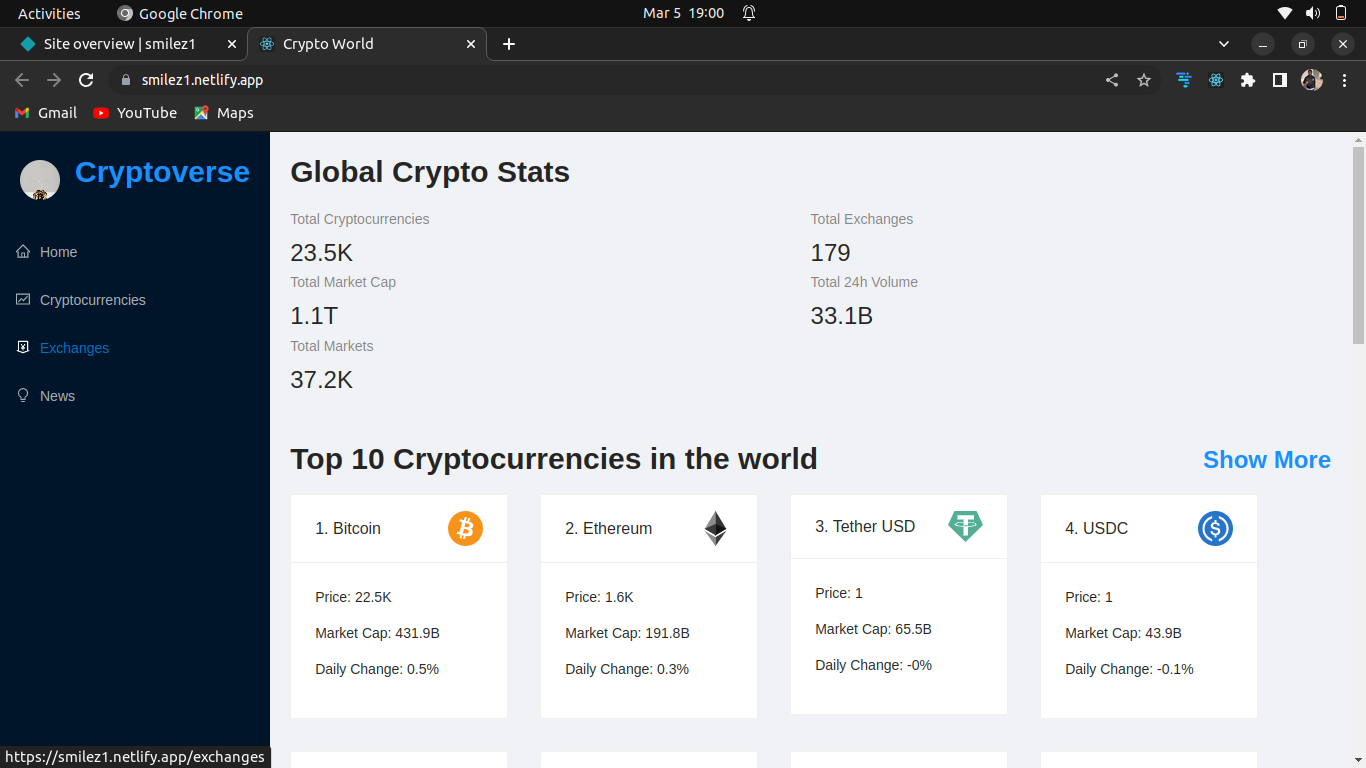 Activities Google Chrome Mar 5 19:00
Site overview | smilez1 Crypto World
smilez1.netlify.app
Gmail YouTube Maps
Cryptoverse
Home
Cryptocurrencies
Exchanges
News
Global Crypto Stats
Total Cryptocurrencies Total Exchanges
23.5K 179
Total Market Cap Total 24h Volume
1.1T 33.1B
Total Markets
37.2K
Top 10 Cryptocurrencies in the world Show More
1. Bitcoin
Price: 22.5K
Market Cap: 431.9B
Daily Change: 0.5%
2. Ethereum
Price: 1.6K
Market Cap: 191.8B
Daily Change: 0.3%
3. Tether USD
Price: 1
Market Cap: 65.5B
Daily Change: -0%
4. USDC
Price: 1
Market Cap: 43.9B
Daily Change: -0.1%
https://smilez1.netlify.app/exchanges